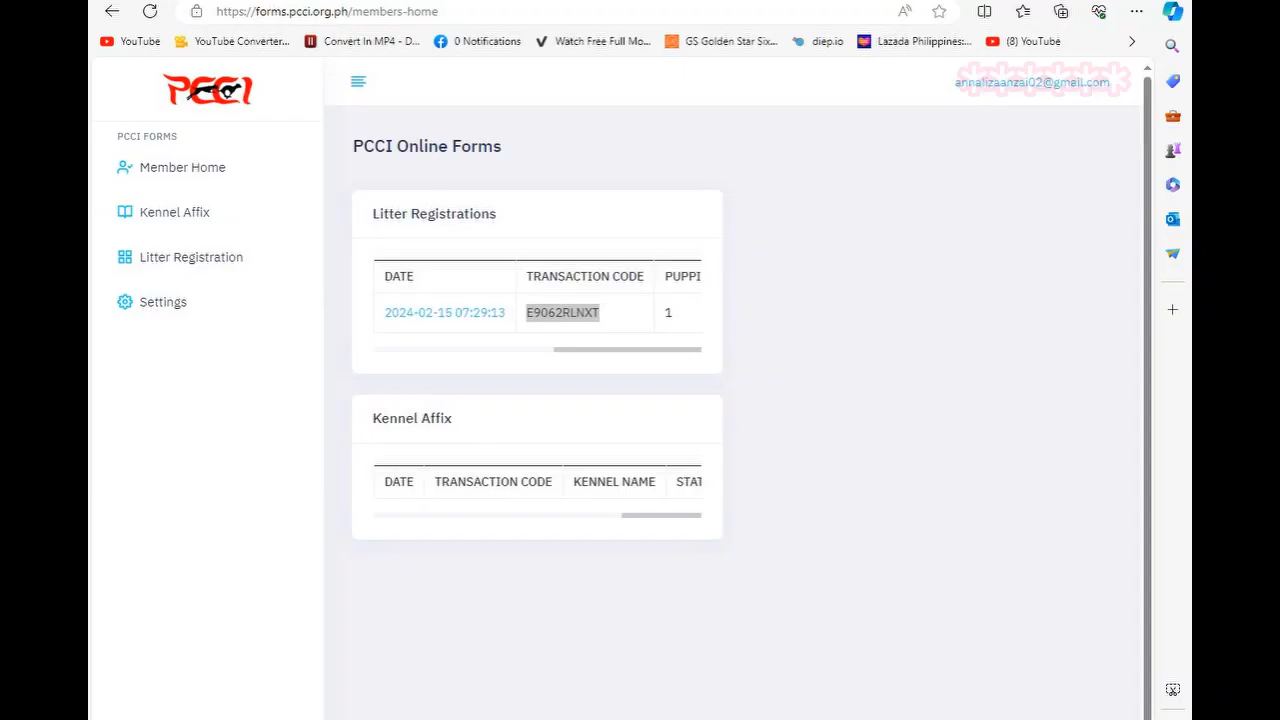 https://forms.pcci.org.ph/members-home
YouTube
YouTube Converter...
Convert In MP4 - D...
0 Notifications
Watch Free Full Mo...
GS Golden Star Six...
diep.io
Lazada Philippines:...
(8) YouTube
PCCI
annalizaanzai02@gmail.com
PCCI FORMS
Member Home
Kennel Affix
Litter Registration
Settings
PCCI Online Forms
Litter Registrations
DATE TRANSACTION CODE PUPPI
2024-02-15 07:29:13 E9062RLNXT 1
Kennel Affix
DATE TRANSACTION CODE KENNEL NAME STAT